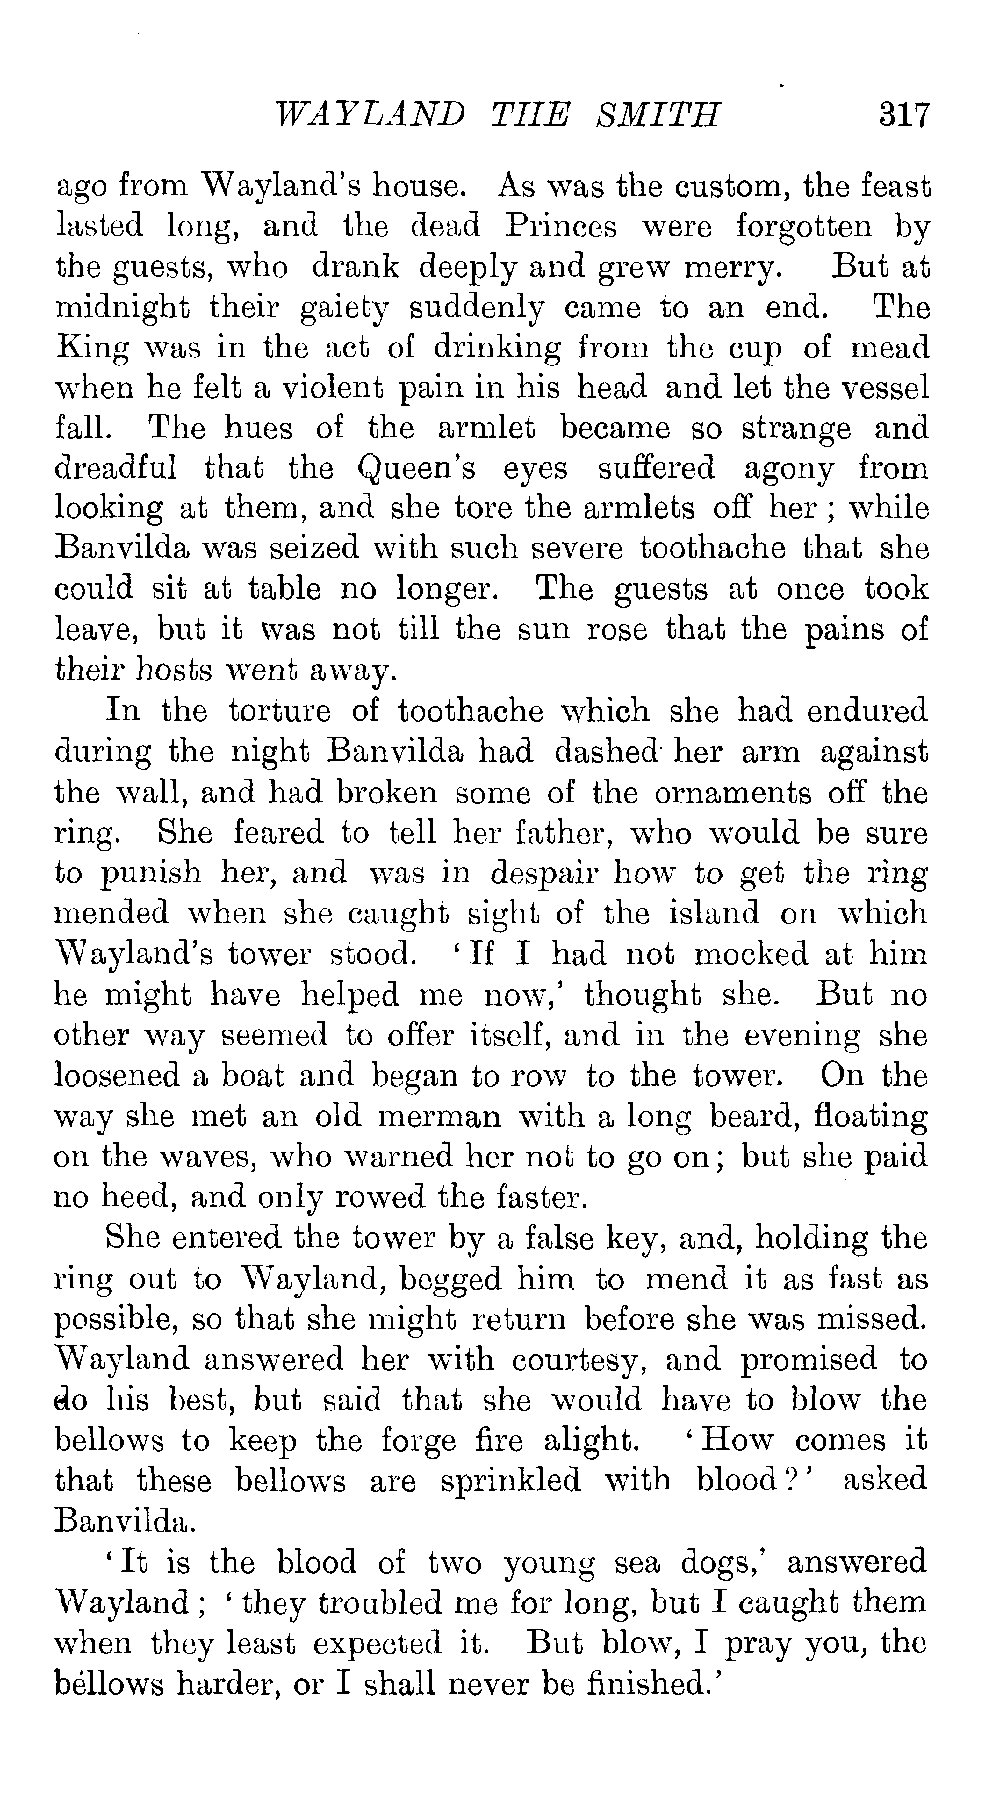 WAYLAND THE SMITH 317
ago from Wayland's house. As was the custom, the feast
lasted long, and the dead Princes were forgotten by
the guests, who drank deeply and grew merry. But at
midnight their gaiety suddenly came to an end. The
King was in the act of drinking from the cup of mead
when he felt a violent pain in his head and let the vessel
fall. The hues of the armlet became so strange and
dreadful that the Queen's eyes suffered agony from
looking at them, and she tore the armlets off her; while
Banvilda was seized with such severe toothache that she
could sit at table no longer. The guests at once took
leave, but it was not till the sun rose that the pains of
their hosts went away.
In the torture of toothache which she had endured
during the night Banvilda had dashed her arm against
the wall, and had broken some of the ornaments off the
ring. She feared to tell her father, who would be sure
to punish her, and was in despair how to get the ring
mended when she caught sight of the island on which
Wayland's tower stood. 'If I had not mocked at him
he might have helped me now,' thought she. But no
other way seemed to offer itself, and in the evening she
loosened a boat and began to row to the tower. On the
way she met an old merman with a long beard, floating
on the waves, who warned her not to go on; but she paid
no heed, and only rowed the faster.
She entered the tower by a false key, and, holding the
ring out to Wayland, begged him to mend it as fast as
possible, so that she might return before she was missed.
Wayland answered her with courtesy, and promised to
do his best, but said that she would have to blow the
bellows to keep the forge fire alight. 'How comes it
that these bellows are sprinkled with blood?' asked
Banvilda.
'It is the blood of two young sea dogs,' answered
Wayland; 'they troubled me for long, but I caught them
when they least expected it. But blow, I pray you, the
bellows harder, or I shall never be finished.'